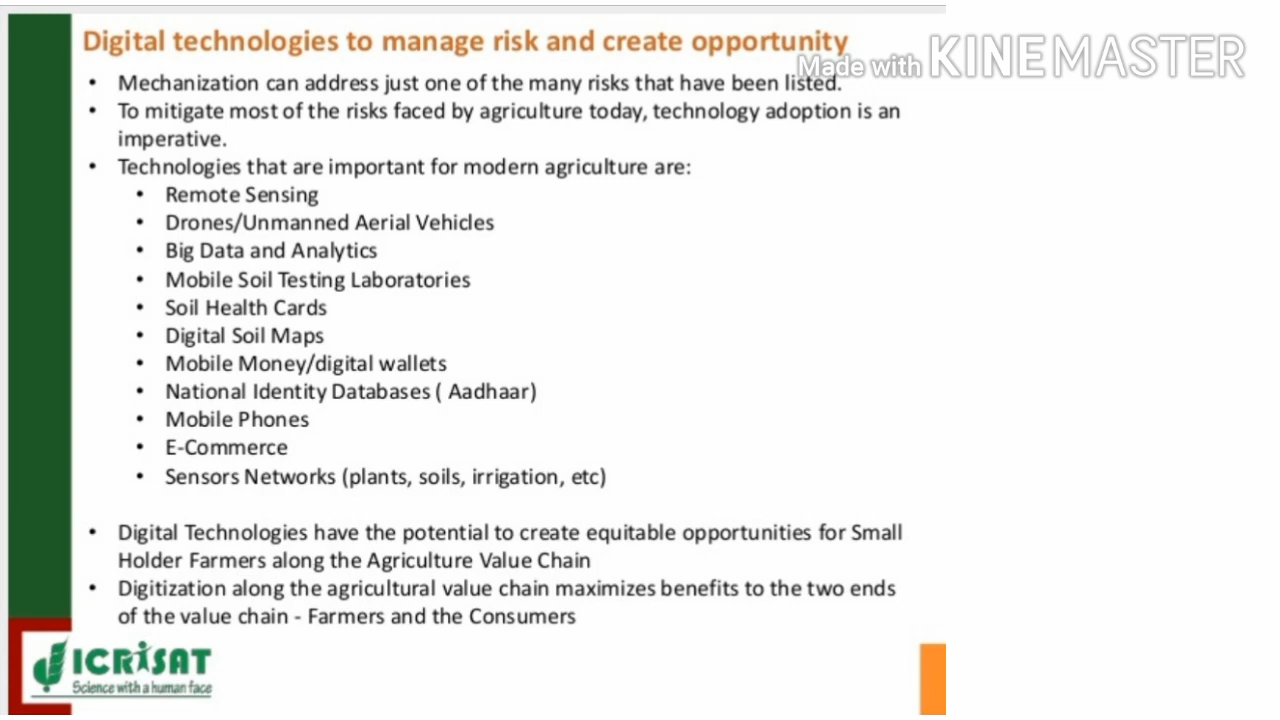 Digital technologies to manage risk and create opportunity
Made with KINEMASTER
• Mechanization can address just one of the many risks that have been listed.
• To mitigate most of the risks faced by agriculture today, technology adoption is an
imperative.
• Technologies that are important for modern agriculture are:
• Remote Sensing
• Drones/Unmanned Aerial Vehicles
• Big Data and Analytics
• Mobile Soil Testing Laboratories
• Soil Health Cards
• Digital Soil Maps
• Mobile Money/digital wallets
• National Identity Databases ( Aadhaar)
• Mobile Phones
• E-Commerce
• Sensors Networks (plants, soils, irrigation, etc)
• Digital Technologies have the potential to create equitable opportunities for Small
Holder Farmers along the Agriculture Value Chain
• Digitization along the agricultural value chain maximizes benefits to the two ends
of the value chain - Farmers and the Consumers
ICRISAT
Science with a human face